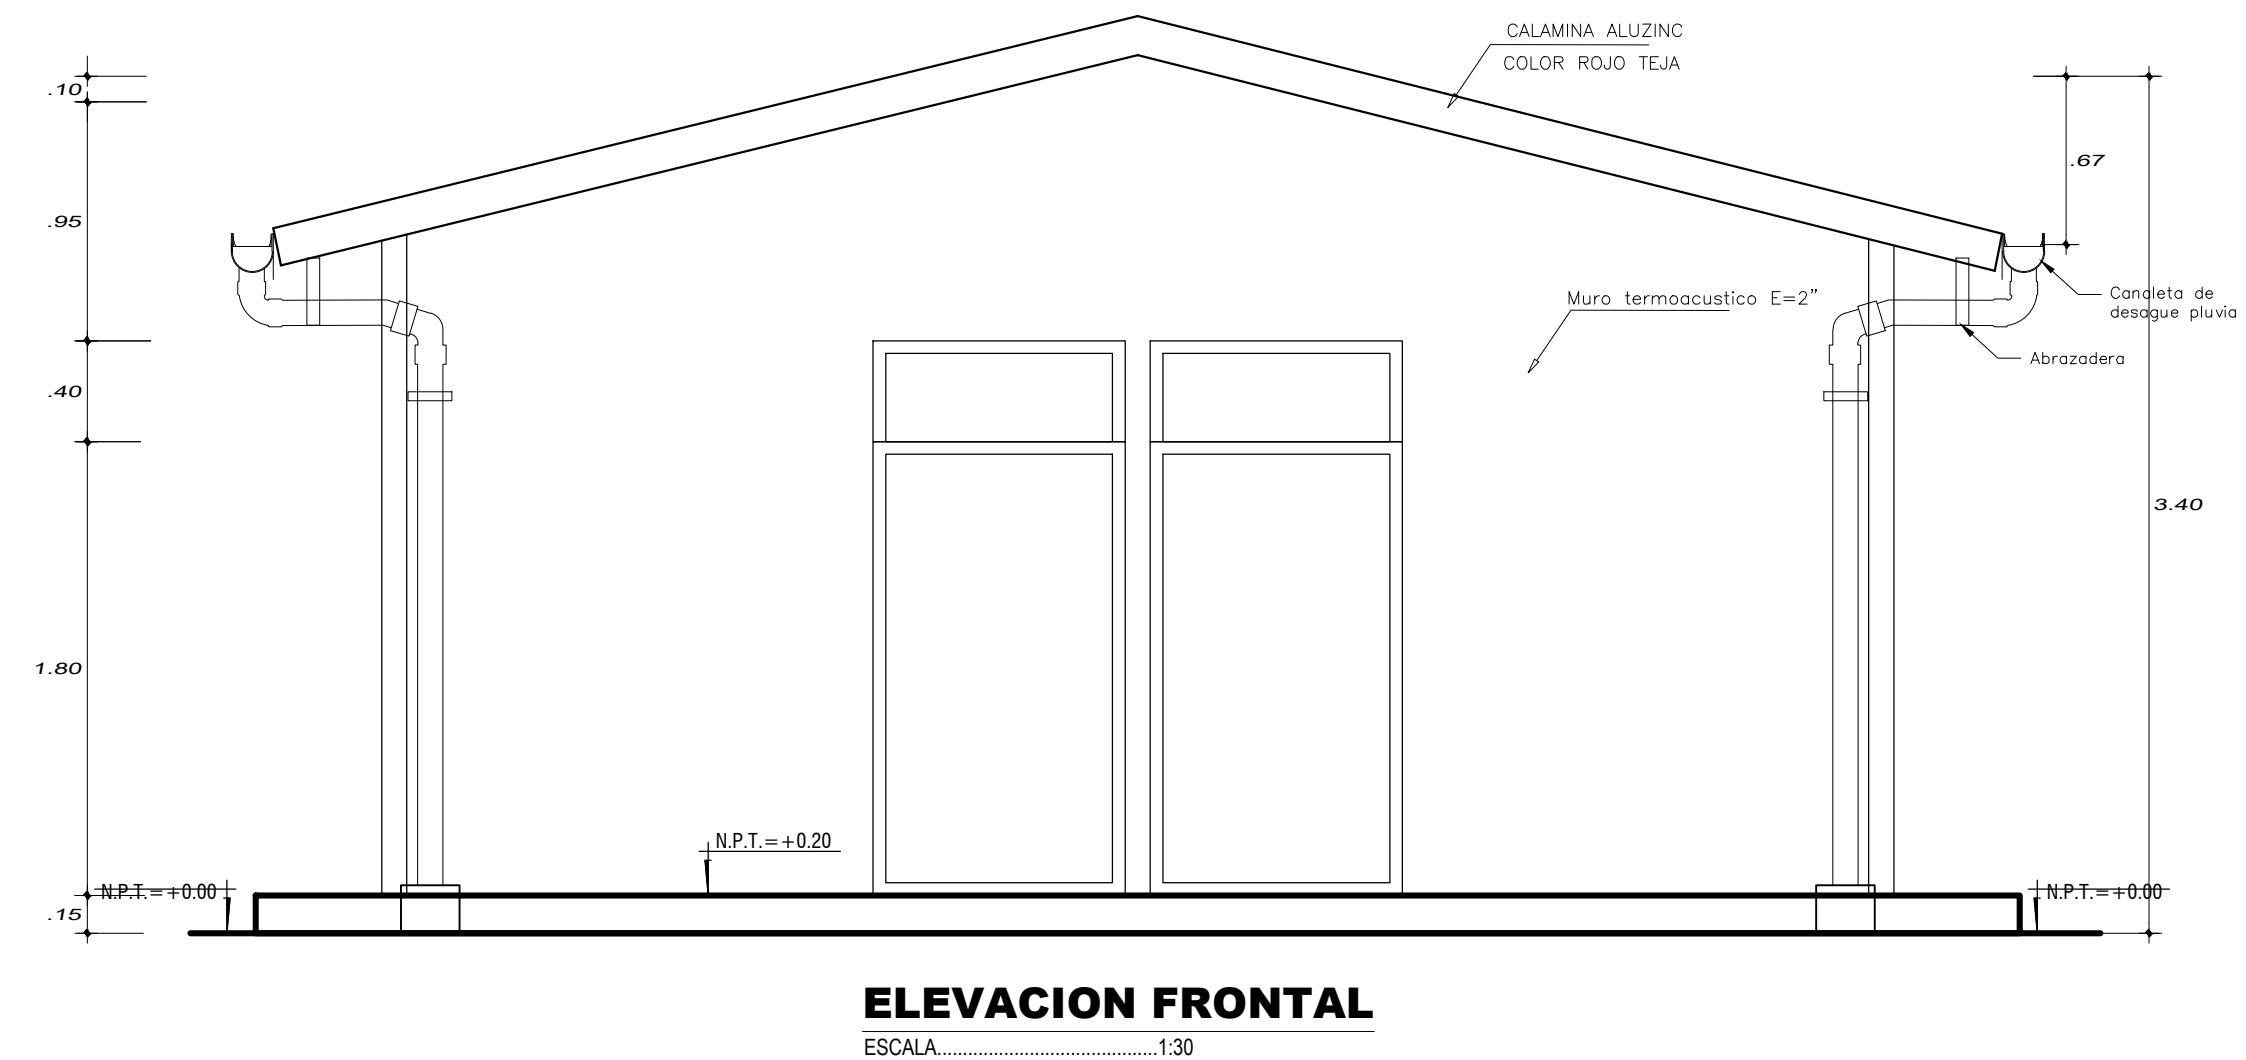 CALAMINA ALUZINC
COLOR ROJO TEJA
.10
.67
.95
Muro termoacustico E=2"
Canaleta de
desague pluvia
Abrazadera
.40
3.40
1.80
N.P.T.=+0.20
N.P.T.=+0.00
N.P.T.=+0.00
.15
ELEVACION FRONTAL
ESCALA...........................................1:30